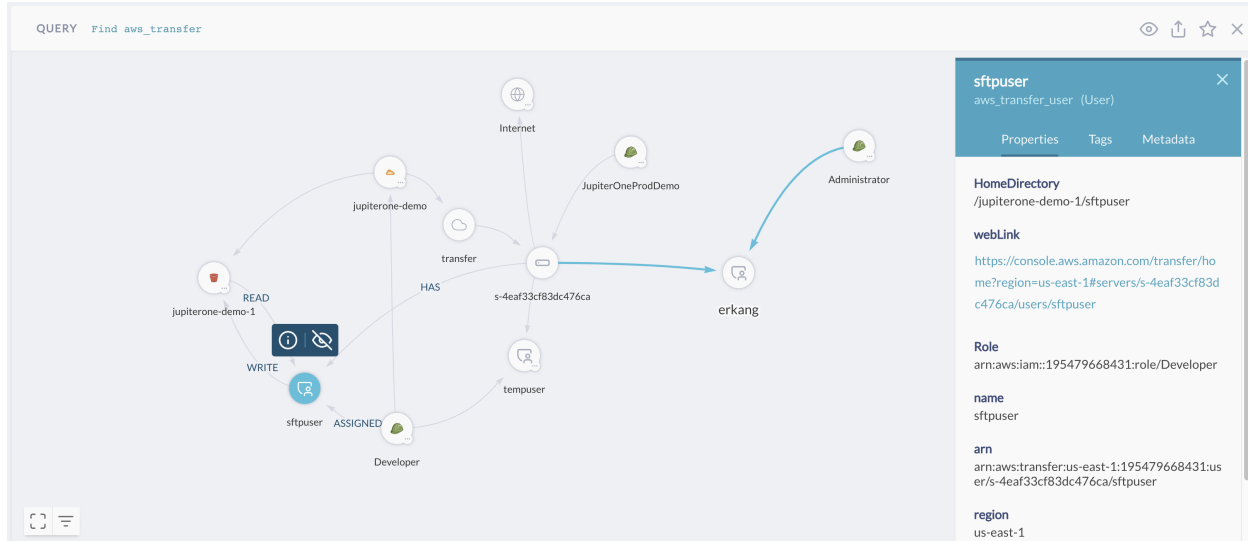 QUERY Find aws_transfer
Internet
JupiterOneProdDemo
Administrator
jupiterone-demo
transfer
s-4eaf33cf83dc476ca
erkang
jupiterone-demo-1
READ
HAS
WRITE
tempuser
sftpuser
ASSIGNED
Developer
sftpuser
aws_transfer_user (User)
Properties Tags Metadata
HomeDirectory
/jupiterone-demo-1/sftpuser
webLink
https://console.aws.amazon.com/transfer/ho
me?region=us-east-1#servers/s-4eaf33cf83d
c476ca/users/sftpuser
Role
arn:aws:iam::195479668431:role/Developer
name
sftpuser
arn
arn:aws:transfer:us-east-1:195479668431:us
er/s-4eaf33cf83dc476ca/sftpuser
region
us-east-1